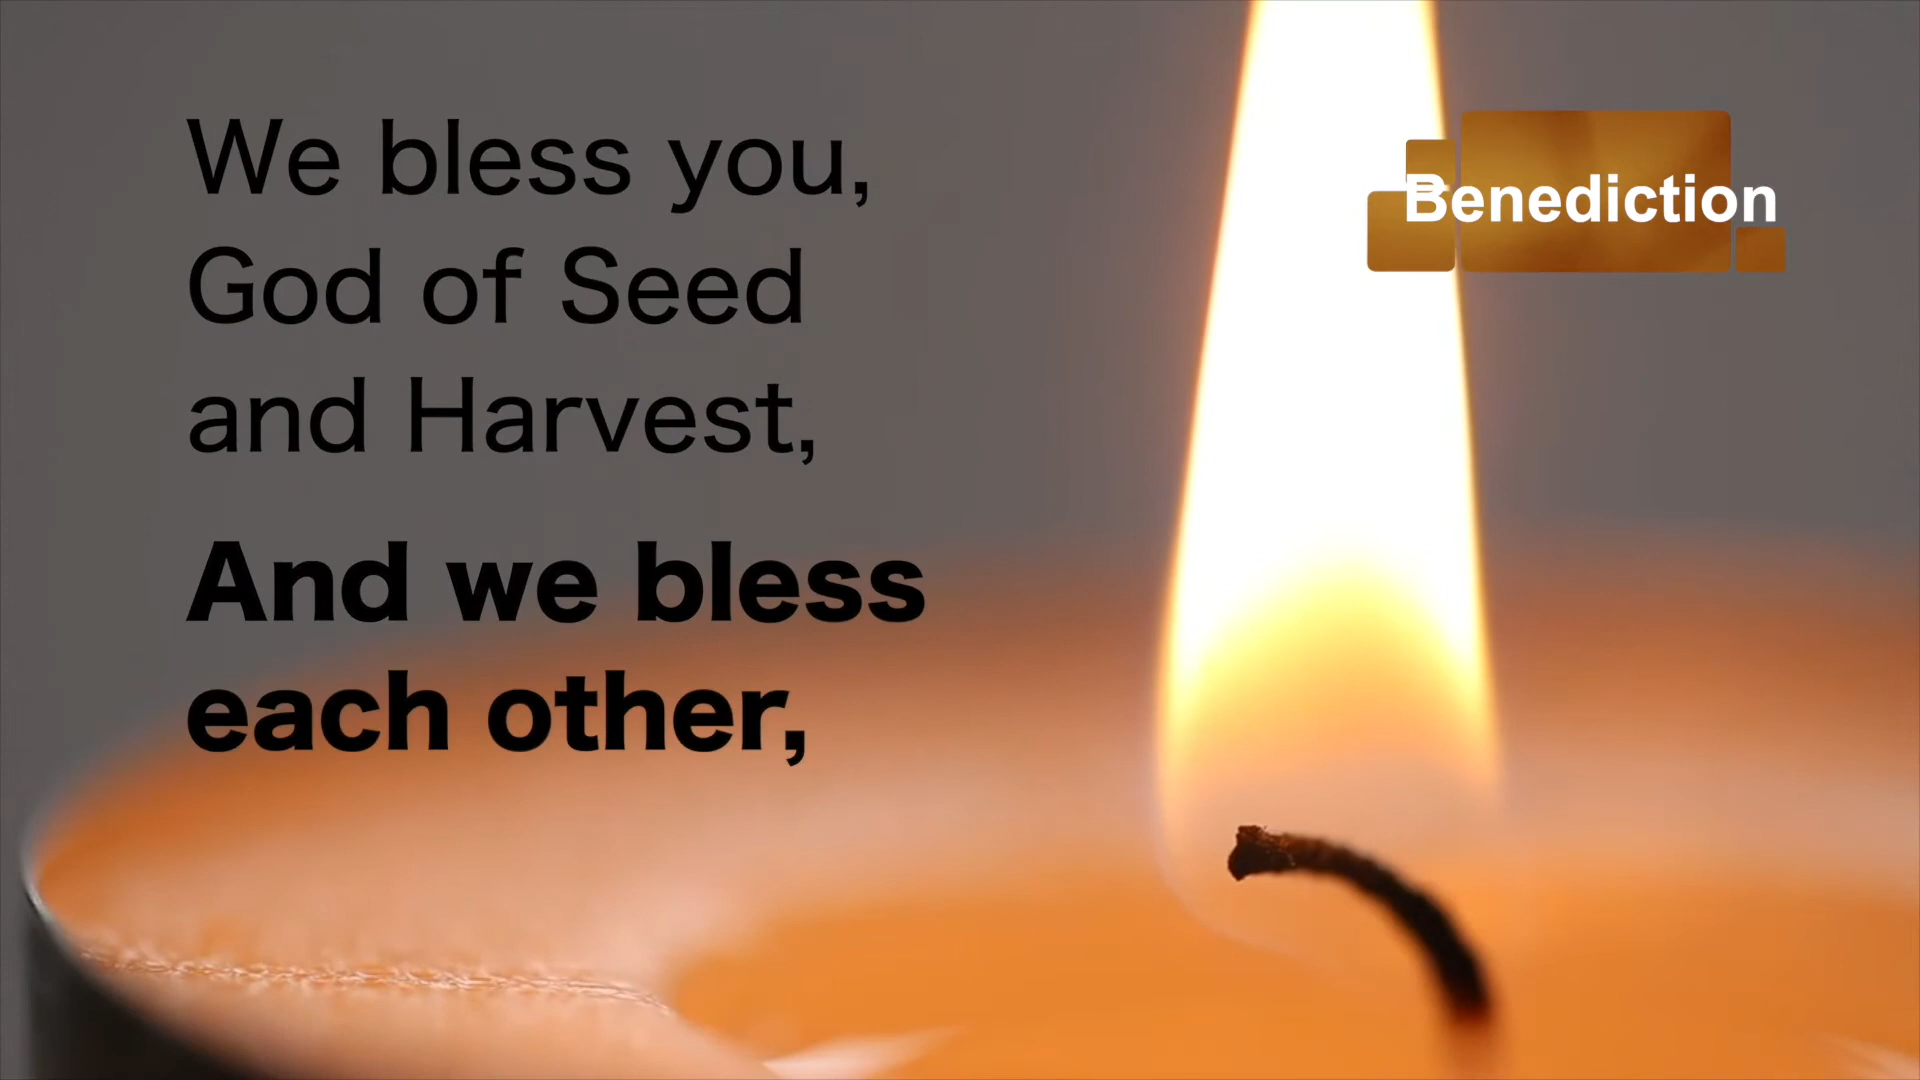 We bless you,
God of Seed
and Harvest,
And we bless
each other,
Benediction